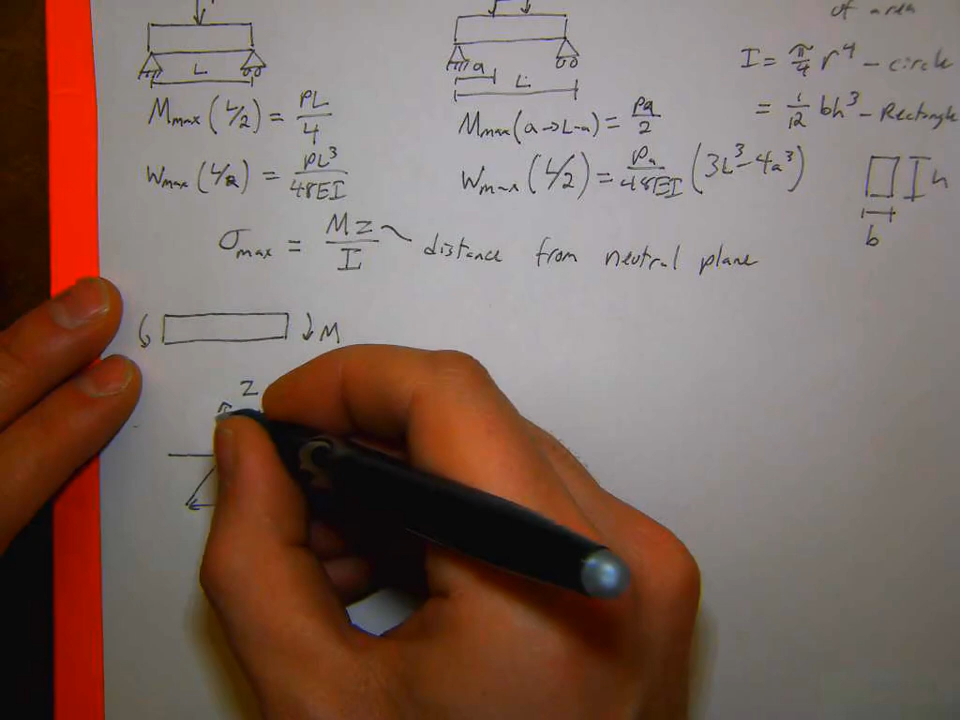 of area
L
a
L
I = π/4 r⁴ - circle
= 1/12 bh³ - Rectangle
h
b
Mmax (L/2) = PL/4
Wmax (L/2) = PL³/48EI
Mmax (a→L-a) = Pa/2
Wmax (L/2) = Pa/48EI (3L³-4a³)
σmax = Mz/I ~ distance from neutral plane
M
z